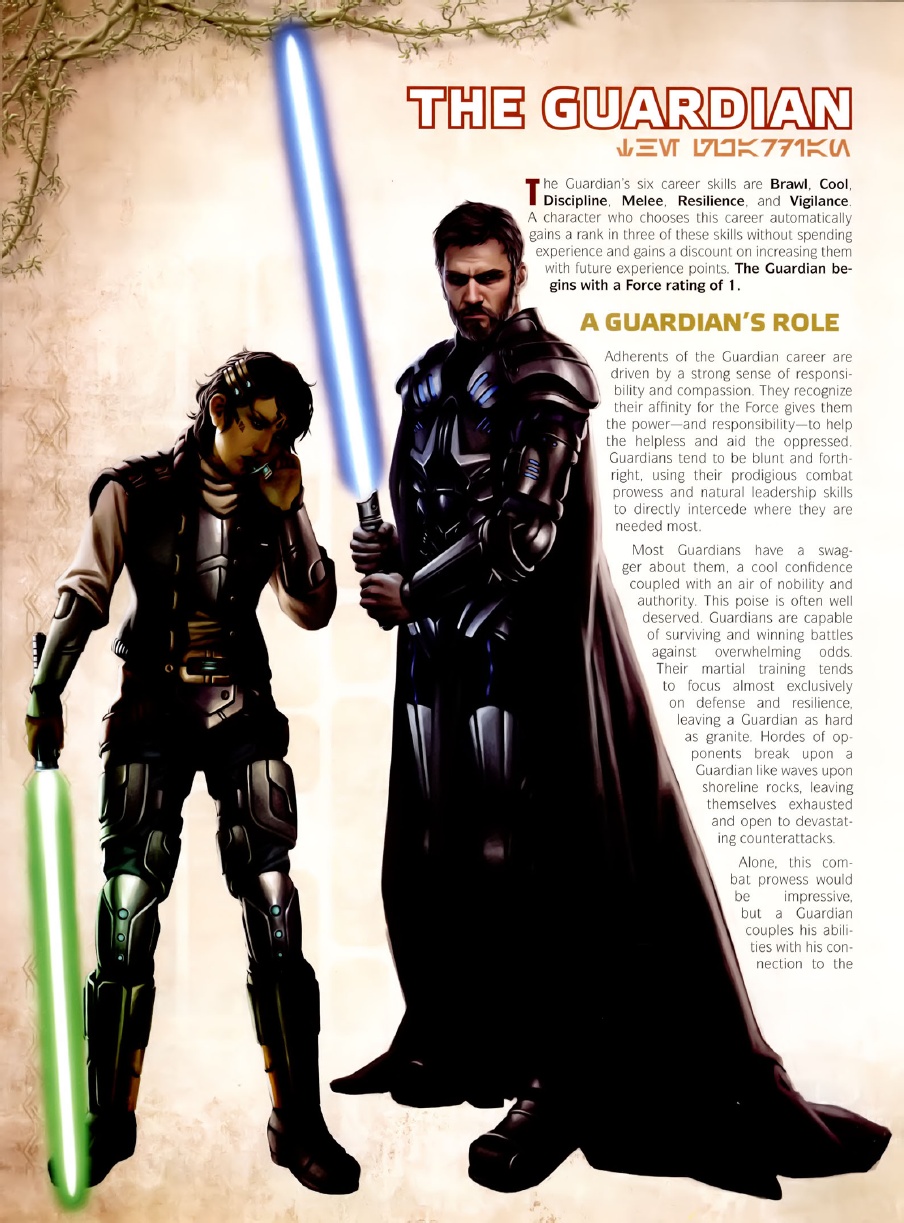 THE GUARDIAN
The Guardian's six career skills are Brawl, Cool,
Discipline, Melee, Resilience, and Vigilance.
A character who chooses this career automatically
gains a rank in three of these skills without spending
experience and gains a discount on increasing them
with future experience points. The Guardian be-
gins with a Force rating of 1.
A GUARDIAN'S ROLE
Adherents of the Guardian career are
driven by a strong sense of responsi-
bility and compassion. They recognize
their affinity for the Force gives them
the power—and responsibility—to help
the helpless and aid the oppressed.
Guardians tend to be blunt and forth-
right, using their prodigious combat
prowess and natural leadership skills
to directly intercede where they are
needed most.
Most Guardians have a swag-
ger about them, a cool confidence
coupled with an air of nobility and
authority. This poise is often well
deserved. Guardians are capable
of surviving and winning battles
against overwhelming odds.
Their martial training tends
to focus almost exclusively
on defense and resilience,
leaving a Guardian as hard
as granite. Hordes of op-
ponents break upon a
Guardian like waves upon
shoreline rocks, leaving
themselves exhausted
and open to devastat-
ing counterattacks.
Alone, this com-
bat prowess would
be impressive,
but a Guardian
couples his abili-
ties with his con-
nection to the